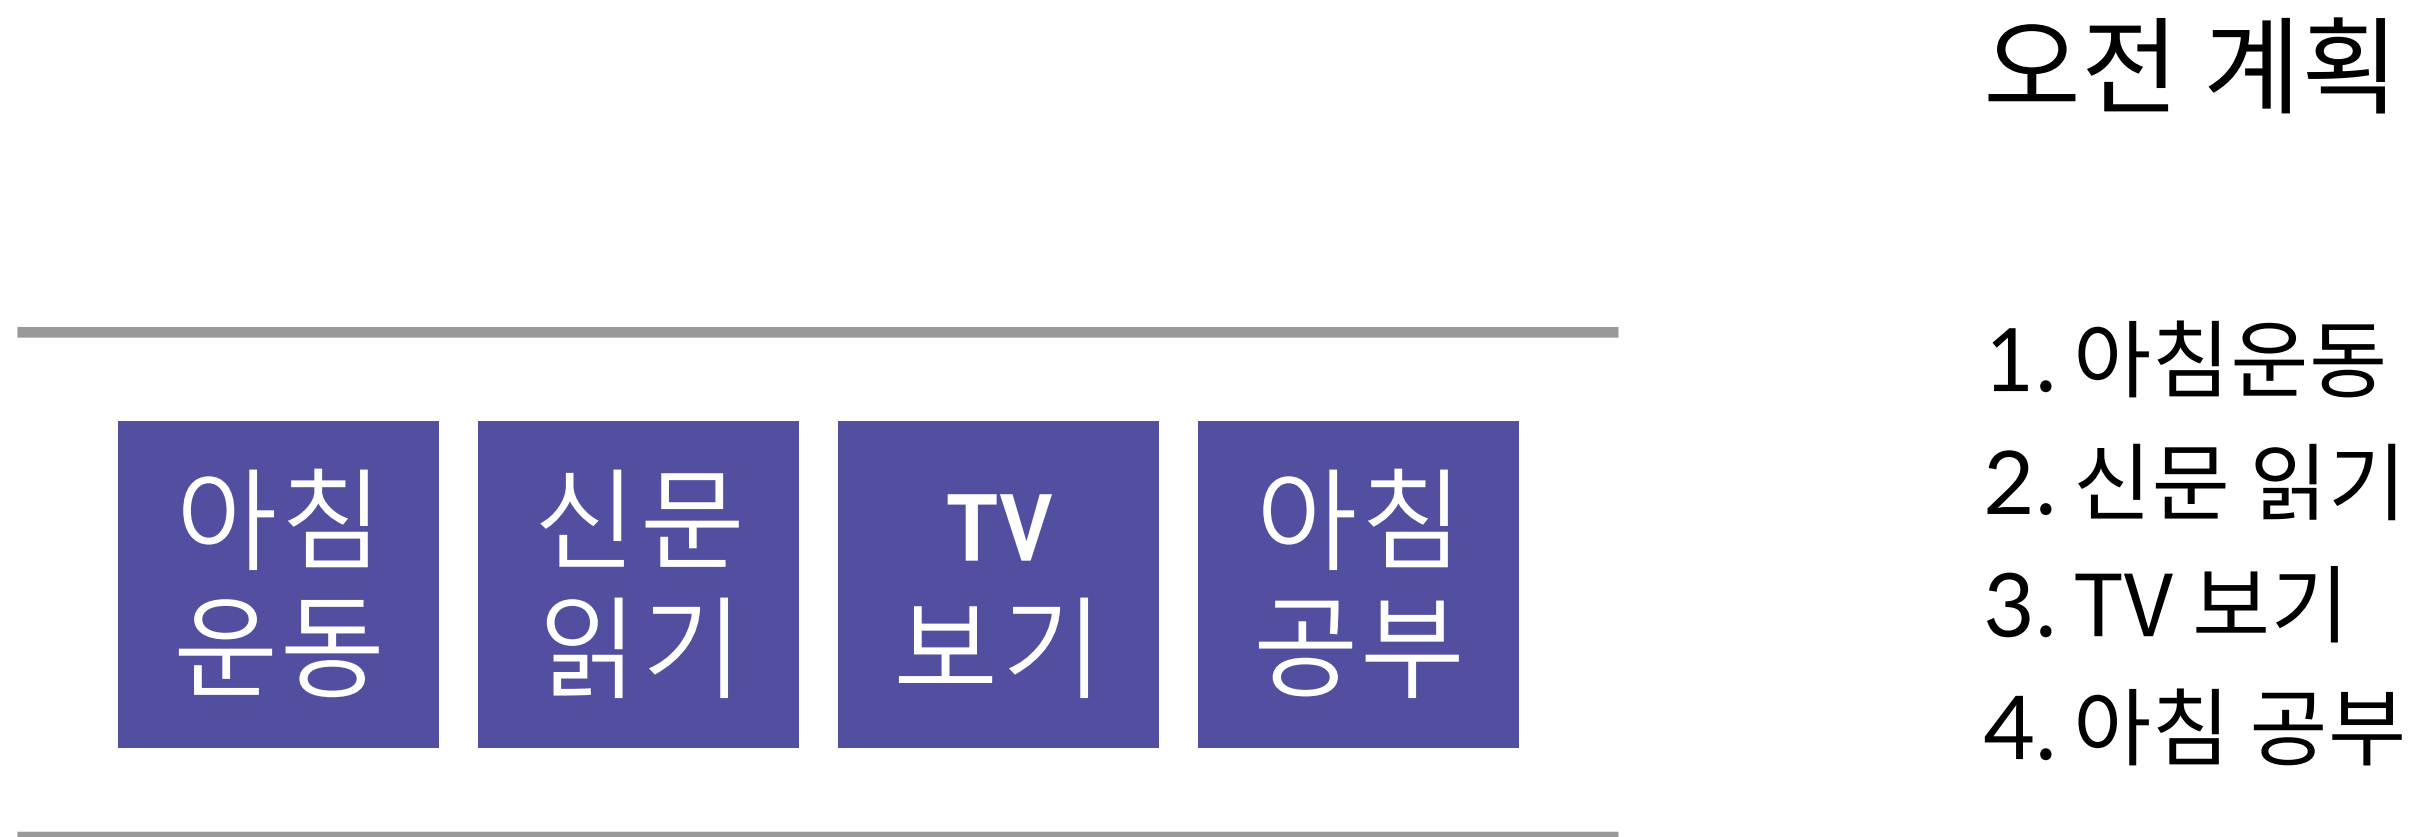 오전 계획
아침
운동
신문
읽기
TV
보기
아침
공부
1. 아침운동
2. 신문 읽기
3. TV 보기
4. 아침 공부